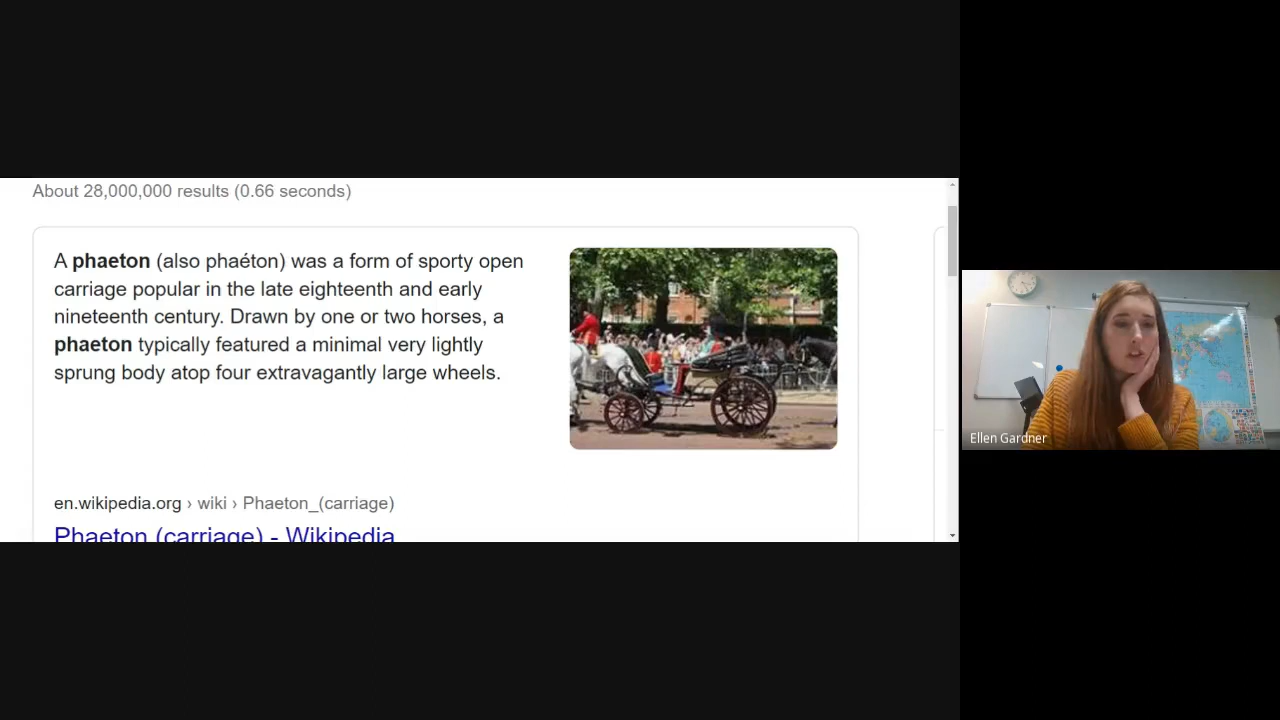 About 28,000,000 results (0.66 seconds)
A phaeton (also phaéton) was a form of sporty open
carriage popular in the late eighteenth and early
nineteenth century. Drawn by one or two horses, a
phaeton typically featured a minimal very lightly
sprung body atop four extravagantly large wheels.
en.wikipedia.org › wiki › Phaeton_(carriage)
Phaeton (carriage) - Wikipedia
Ellen Gardner